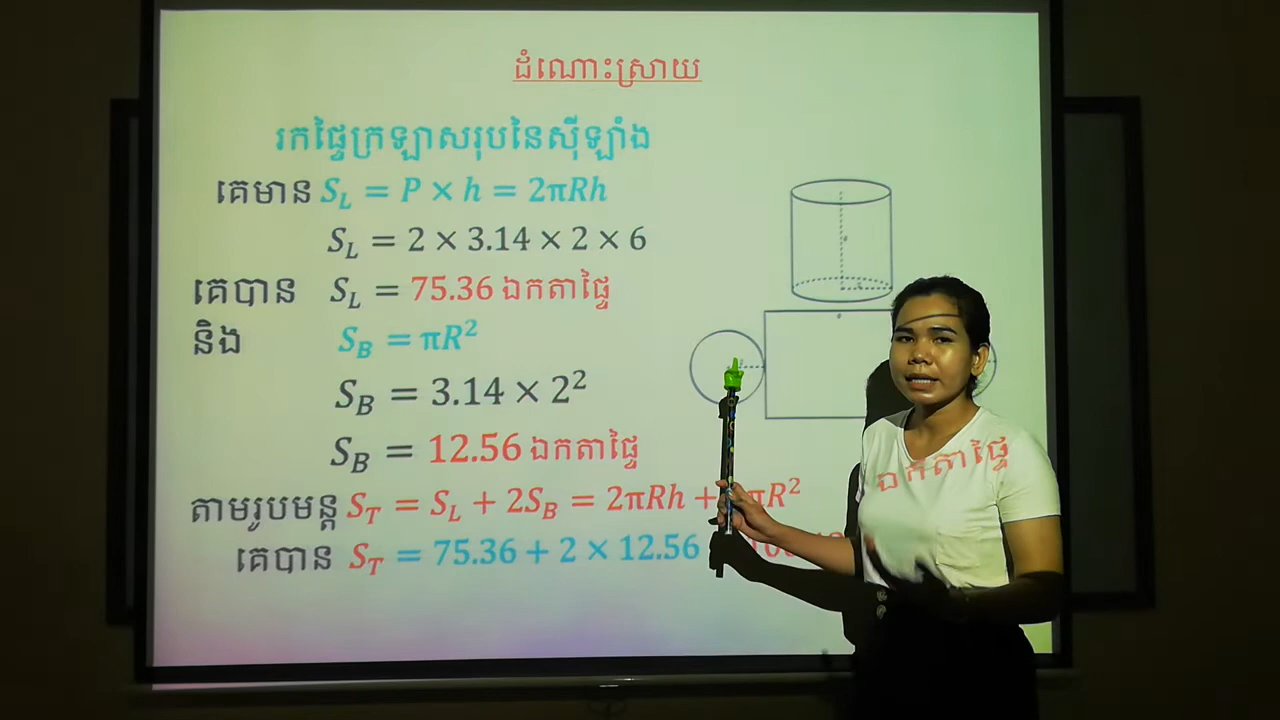 ដំណោះស្រាយ
រកផ្ទៃក្រឡាសរុបនៃស៊ីឡាំង
គេមាន S_L = P × h = 2πRh
S_L = 2 × 3.14 × 2 × 6
គេបាន S_L = 75.36 ឯកតាផ្ទៃ
និង S_B = πR²
S_B = 3.14 × 2²
S_B = 12.56 ឯកតាផ្ទៃ
តាមរូបមន្ត S_T = S_L + 2S_B = 2πRh + πR²
គេបាន S_T = 75.36 + 2 × 12.56
ឯកតាផ្ទៃ